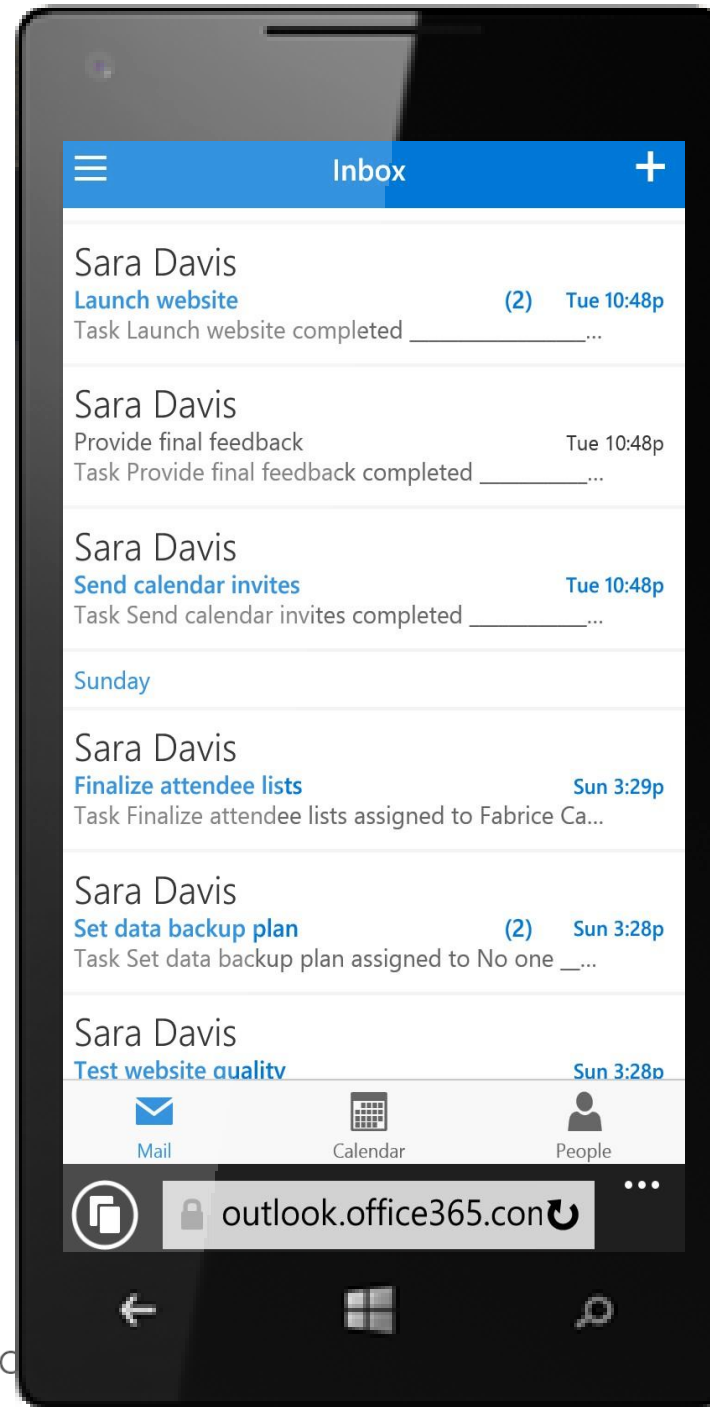 Inbox
Sara Davis
Launch website (2) Tue 10:48p
Task Launch website completed _______________...
Sara Davis
Provide final feedback Tue 10:48p
Task Provide final feedback completed _________...
Sara Davis
Send calendar invites Tue 10:48p
Task Send calendar invites completed __________...
Sunday
Sara Davis
Finalize attendee lists Sun 3:29p
Task Finalize attendee lists assigned to Fabrice Ca...
Sara Davis
Set data backup plan (2) Sun 3:28p
Task Set data backup plan assigned to No one __...
Sara Davis
Test website quality Sun 3:28p
Mail Calendar People
outlook.office365.con